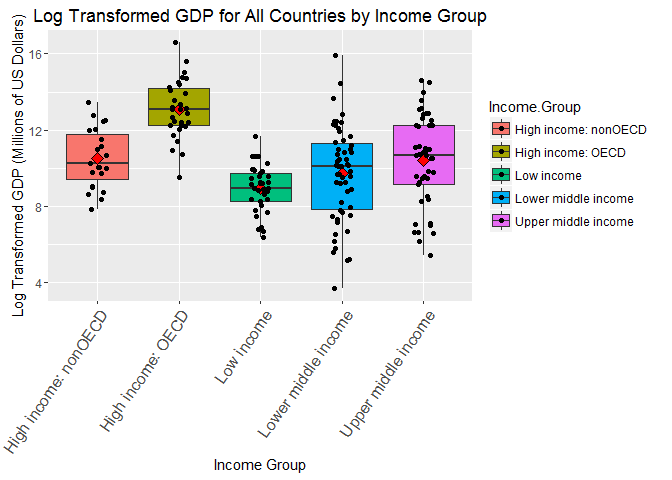 Log Transformed GDP for All Countries by Income Group
Log Transformed GDP (Millions of US Dollars)
16
12
8
4
High income: nonOECD
High income: OECD
Low income
Lower middle income
Upper middle income
Income Group
Income.Group
High income: nonOECD
High income: OECD
Low income
Lower middle income
Upper middle income